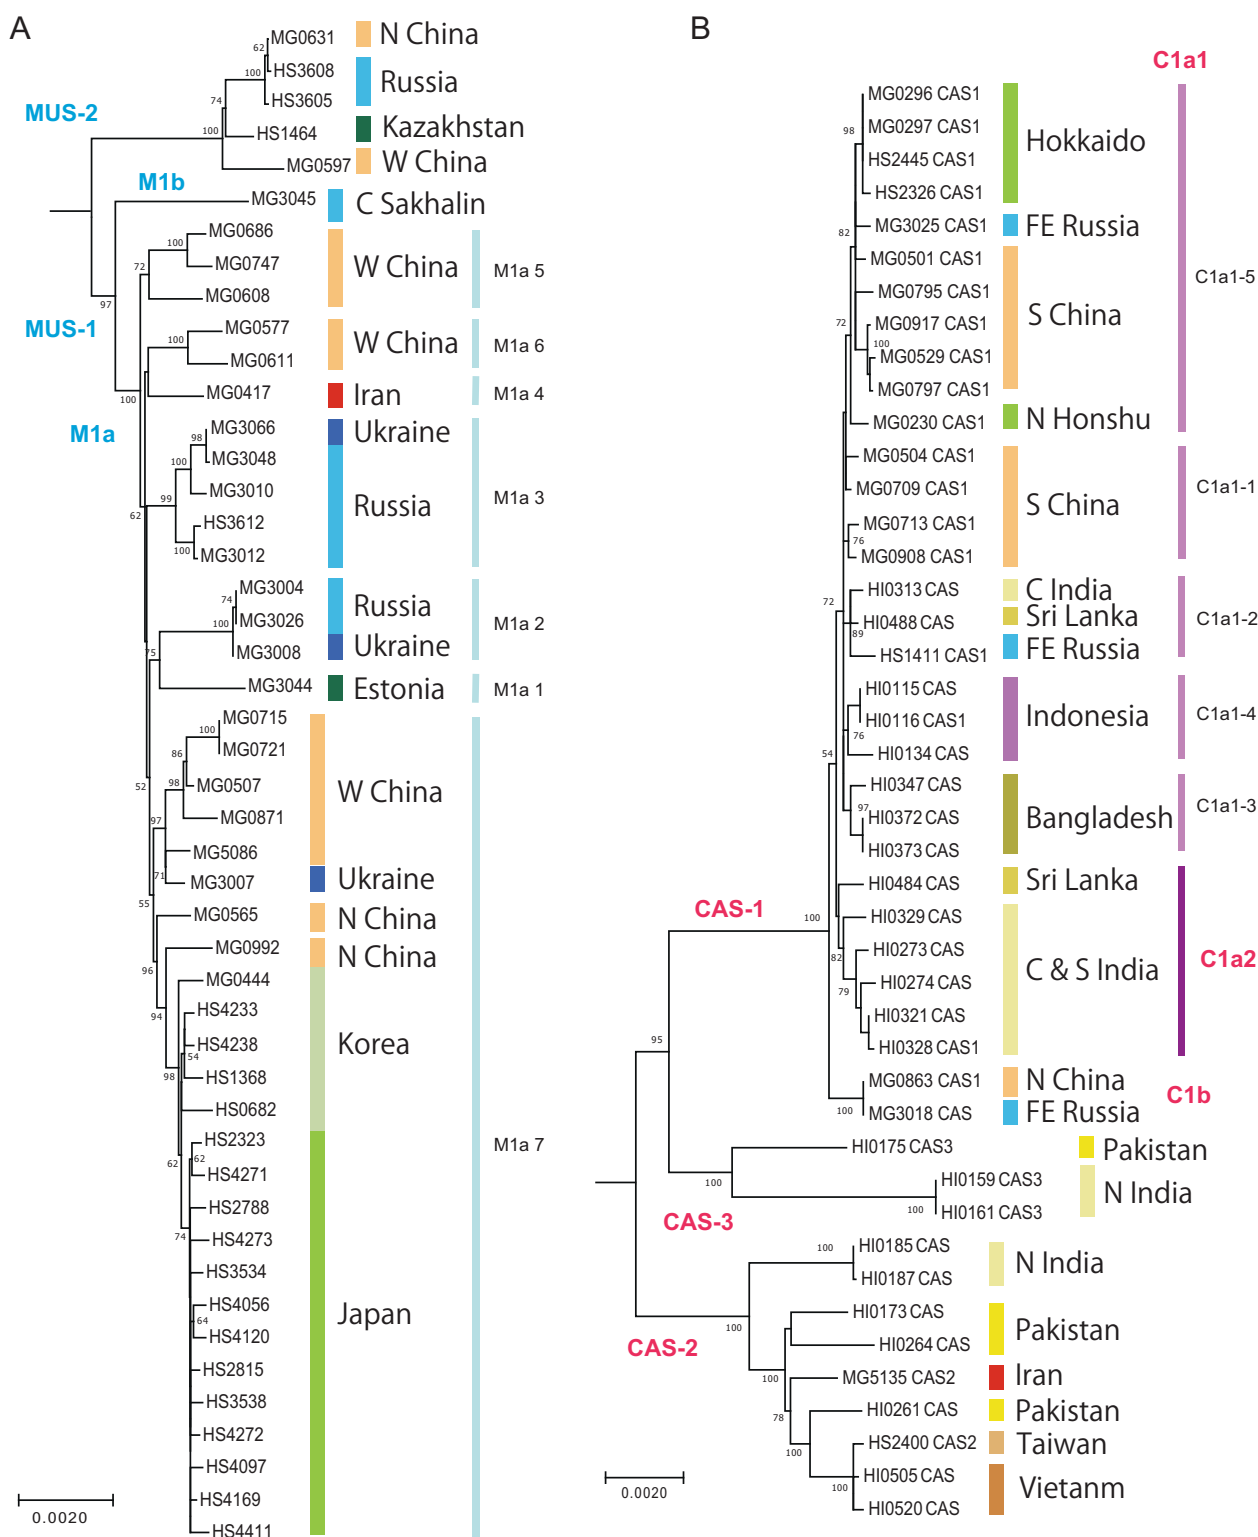 A
MG0631
N China
62
HS3608
Russia
100
HS3605
74
MUS-2
HS1464
Kazakhstan
100
MG0597
W China
M1b
MG3045
C Sakhalin
MG0686
100
MG0747
W China
M1a 5
72
MG0608
97
MUS-1
MG0577
100
W China
M1a 6
MG0611
MG0417
Iran
M1a 4
100
M1a
MG3066
Ukraine
98
MG3048
100
MG3010
Russia
M1a 3
99
62
HS3612
100
MG3012
MG3004
Russia
74
MG3026
M1a 2
100
MG3008
Ukraine
75
MG3044
Estonia
M1a 1
MG0715
100
MG0721
86
MG0507
W China
52
98
MG0871
97
MG5086
71
MG3007
Ukraine
55
MG0565
N China
MG0992
N China
96
MG0444
94
HS4233
HS4238
Korea
54
98
HS1368
HS0682
HS2323
M1a 7
62
62
HS4271
HS2788
74
HS4273
HS3534
HS4056
Japan
64
HS4120
HS2815
HS3538
HS4272
HS4097
HS4169
HS4411
0.0020
B
C1a1
MG0296 CAS1
98
MG0297 CAS1
Hokkaido
HS2445 CAS1
HS2326 CAS1
MG3025 CAS1
FE Russia
82
MG0501 CAS1
C1a1-5
MG0795 CAS1
S China
72
MG0917 CAS1
100
MG0529 CAS1
MG0797 CAS1
MG0230 CAS1
N Honshu
MG0504 CAS1
MG0709 CAS1
S China
C1a1-1
MG0713 CAS1
76
MG0908 CAS1
HI0313 CAS
C India
72
HI0488 CAS
Sri Lanka
C1a1-2
89
HS1411 CAS1
FE Russia
HI0115 CAS
HI0116 CAS1
Indonesia
C1a1-4
76
HI0134 CAS
54
HI0347 CAS
97
HI0372 CAS
Bangladesh
C1a1-3
HI0373 CAS
HI0484 CAS
Sri Lanka
CAS-1
100
HI0329 CAS
82
HI0273 CAS
C & S India
C1a2
79
HI0274 CAS
HI0321 CAS
HI0328 CAS1
95
MG0863 CAS1
N China
C1b
100
MG3018 CAS
FE Russia
HI0175 CAS3
Pakistan
100
HI0159 CAS3
N India
100
HI0161 CAS3
CAS-3
HI0185 CAS
100
N India
HI0187 CAS
HI0173 CAS
100
Pakistan
CAS-2
HI0264 CAS
100
MG5135 CAS2
Iran
HI0261 CAS
Pakistan
78
HS2400 CAS2
Taiwan
100
HI0505 CAS
Vietanm
100
HI0520 CAS
0.0020